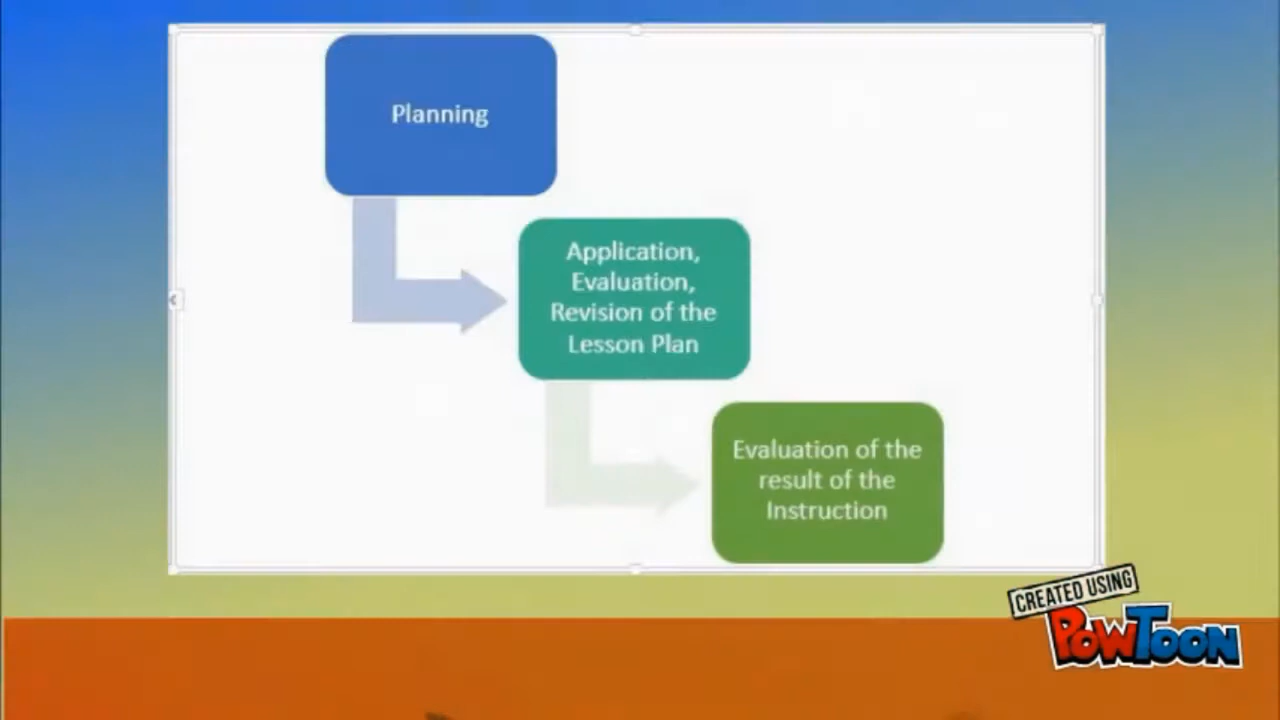 Planning
Application,
Evaluation,
Revision of the
Lesson Plan
Evaluation of the
result of the
Instruction
CREATED USING
POWTOON